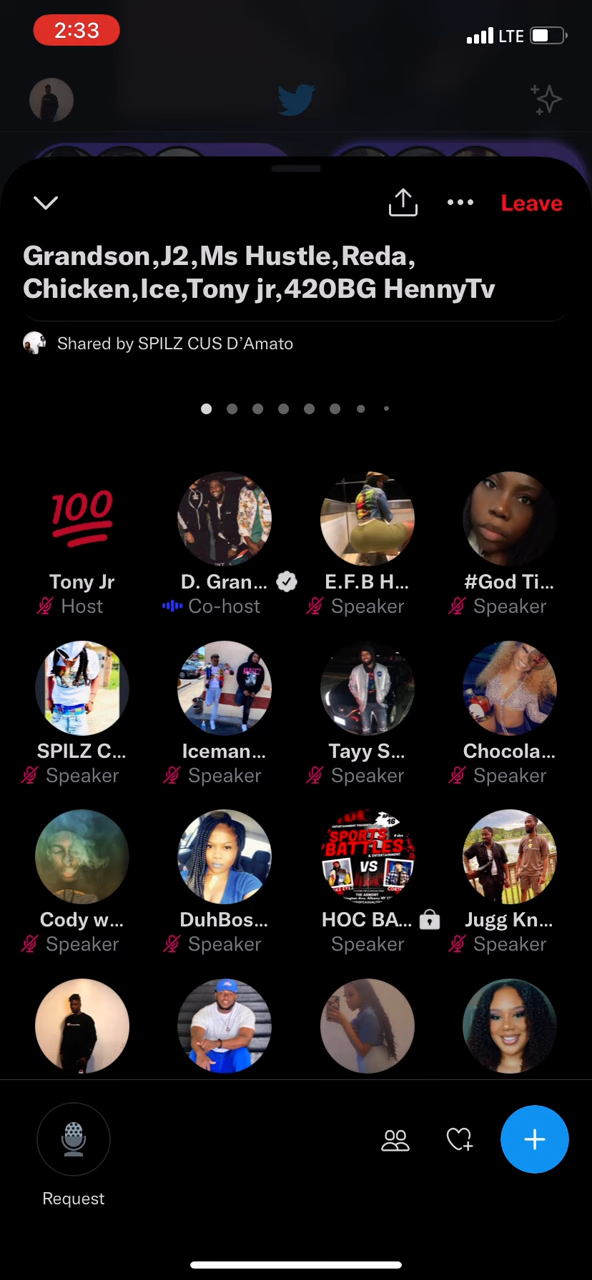 2:33
LTE
Leave
Grandson,J2,Ms Hustle,Reda,
Chicken,Ice,Tony jr,420BG HennyTv
Shared by SPILZ CUS D'Amato
100
Tony Jr
D. Gran...
E.F.B H...
#God Ti...
Host
Co-host
Speaker
Speaker
SPILZ C...
Iceman...
Tayy S...
Chocola...
Speaker
Speaker
Speaker
Speaker
SPORTS
BATTLES
& ENTERTAINMENT
VS
Cody w...
DuhBos...
HOC BA...
Jugg Kn...
Speaker
Speaker
Speaker
Speaker
Request